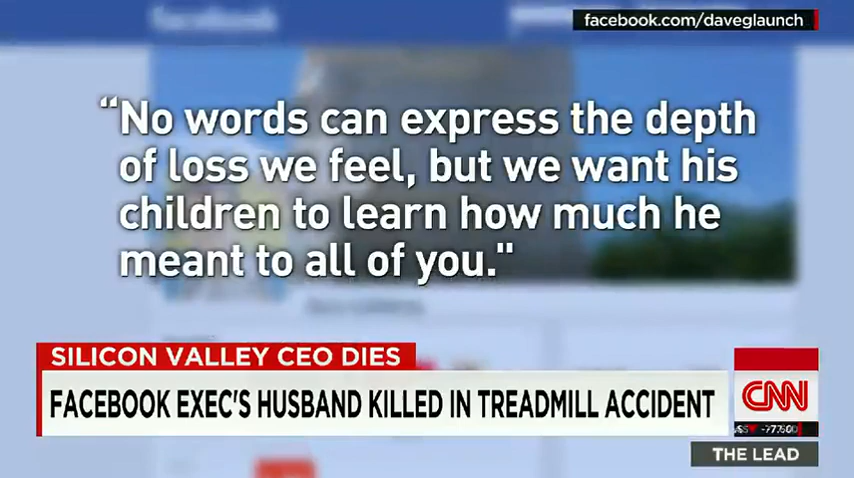 facebook.com/daveglaunch
facebook
“No words can express the depth
of loss we feel, but we want his
children to learn how much he
meant to all of you."
SILICON VALLEY CEO DIES
FACEBOOK EXEC'S HUSBAND KILLED IN TREADMILL ACCIDENT
CNN
THE LEAD